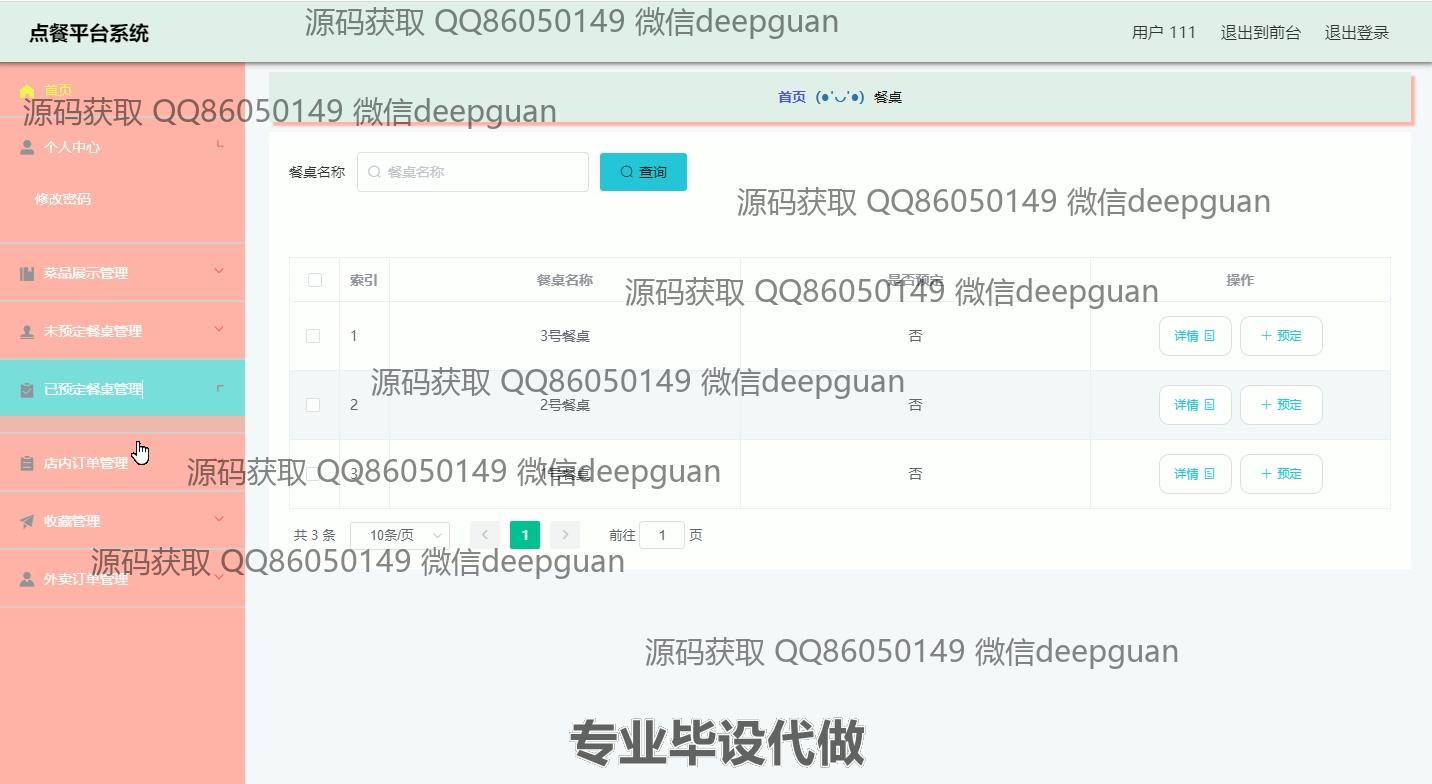 点餐平台系统
源码获取 QQ86050149 微信deepguan
用户 111 退出到前台 退出登录
首页
首页 (●'◡'●) 餐桌
源码获取 QQ86050149 微信deepguan
个人中心
餐桌名称 餐桌名称 查询
修改密码
源码获取 QQ86050149 微信deepguan
菜品展示管理
索引 餐桌名称 是否预定 操作
源码获取 QQ86050149 微信deepguan
未预定餐桌管理
1 3号餐桌 否 详情 预定
已预定餐桌管理
源码获取 QQ86050149 微信deepguan
2 2号餐桌 否 详情 预定
店内订单管理
源码获取 QQ86050149 微信deepguan
3 1号餐桌 否 详情 预定
收藏管理
共 3 条 10条/页 1 前往 1 页
源码获取 QQ86050149 微信deepguan
外卖订单管理
源码获取 QQ86050149 微信deepguan
专业毕设代做